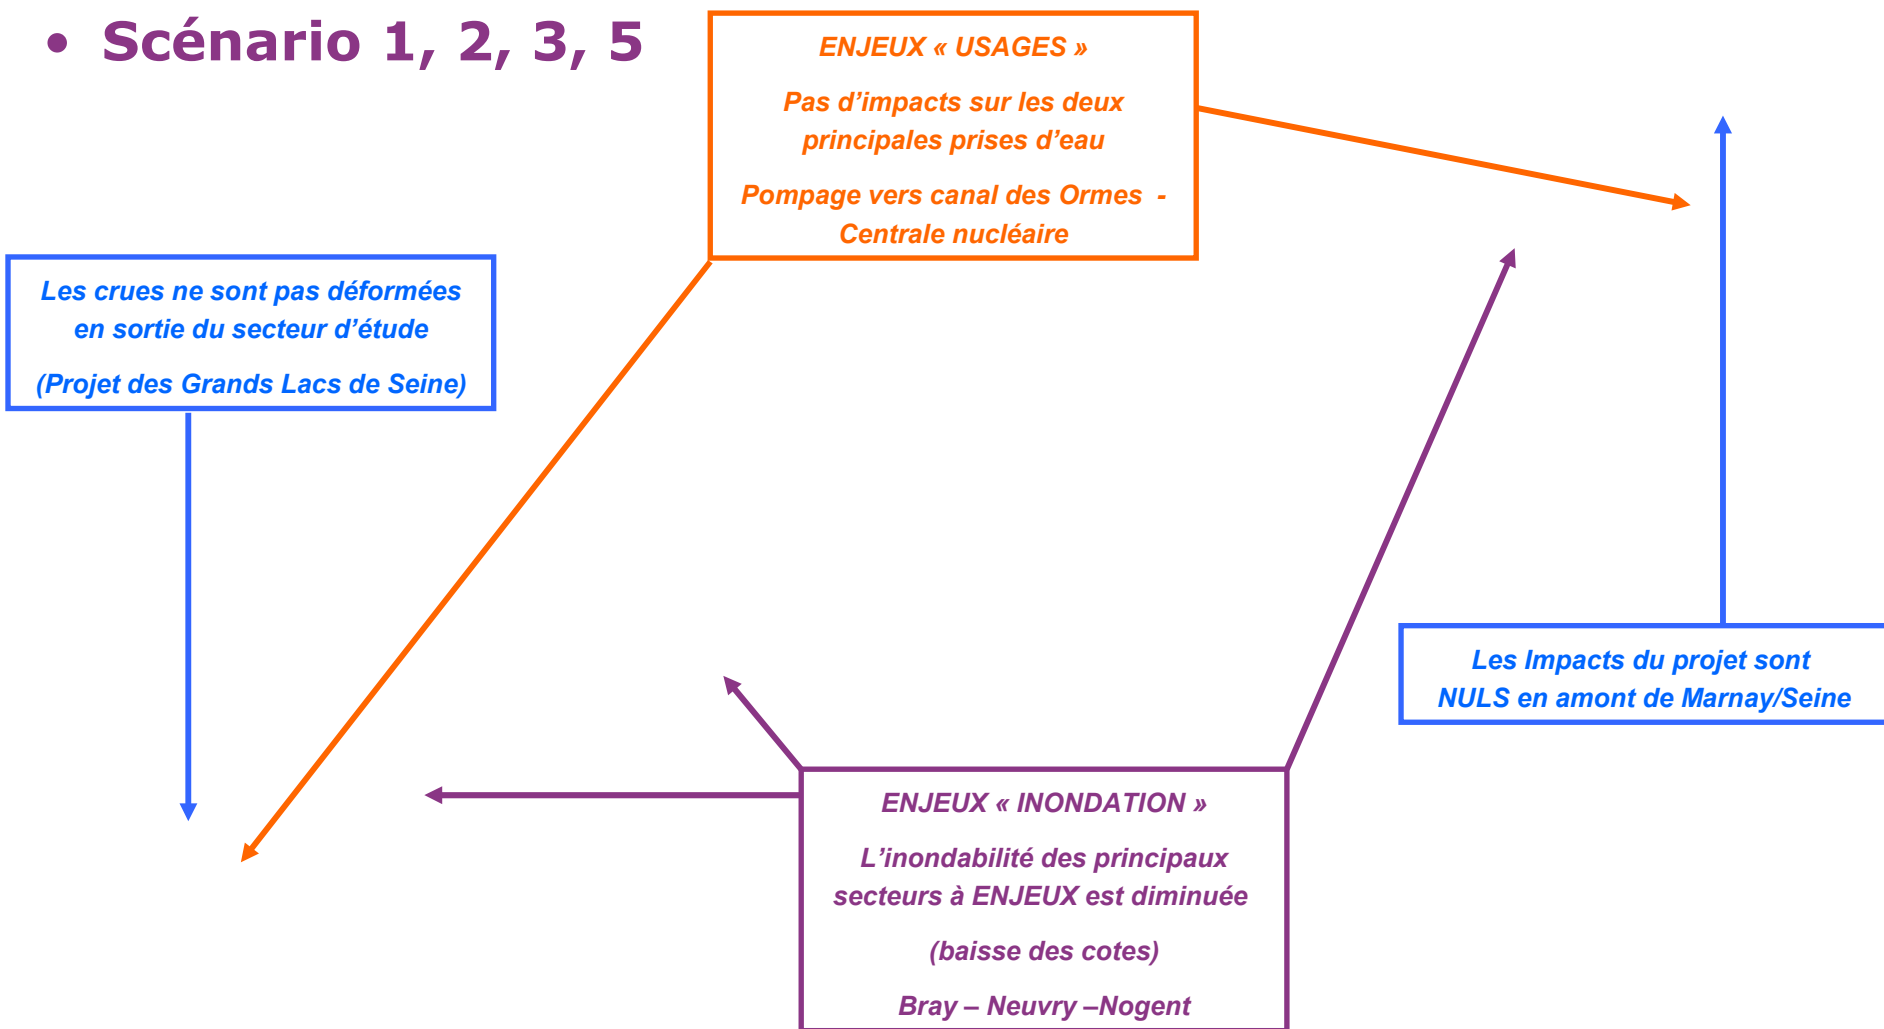 • Scénario 1, 2, 3, 5
ENJEUX « USAGES »
Pas d’impacts sur les deux
principales prises d’eau
Pompage vers canal des Ormes -
Centrale nucléaire
Les crues ne sont pas déformées
en sortie du secteur d’étude
(Projet des Grands Lacs de Seine)
Les Impacts du projet sont
NULS en amont de Marnay/Seine
ENJEUX « INONDATION »
L’inondabilité des principaux
secteurs à ENJEUX est diminuée
(baisse des cotes)
Bray – Neuvry –Nogent